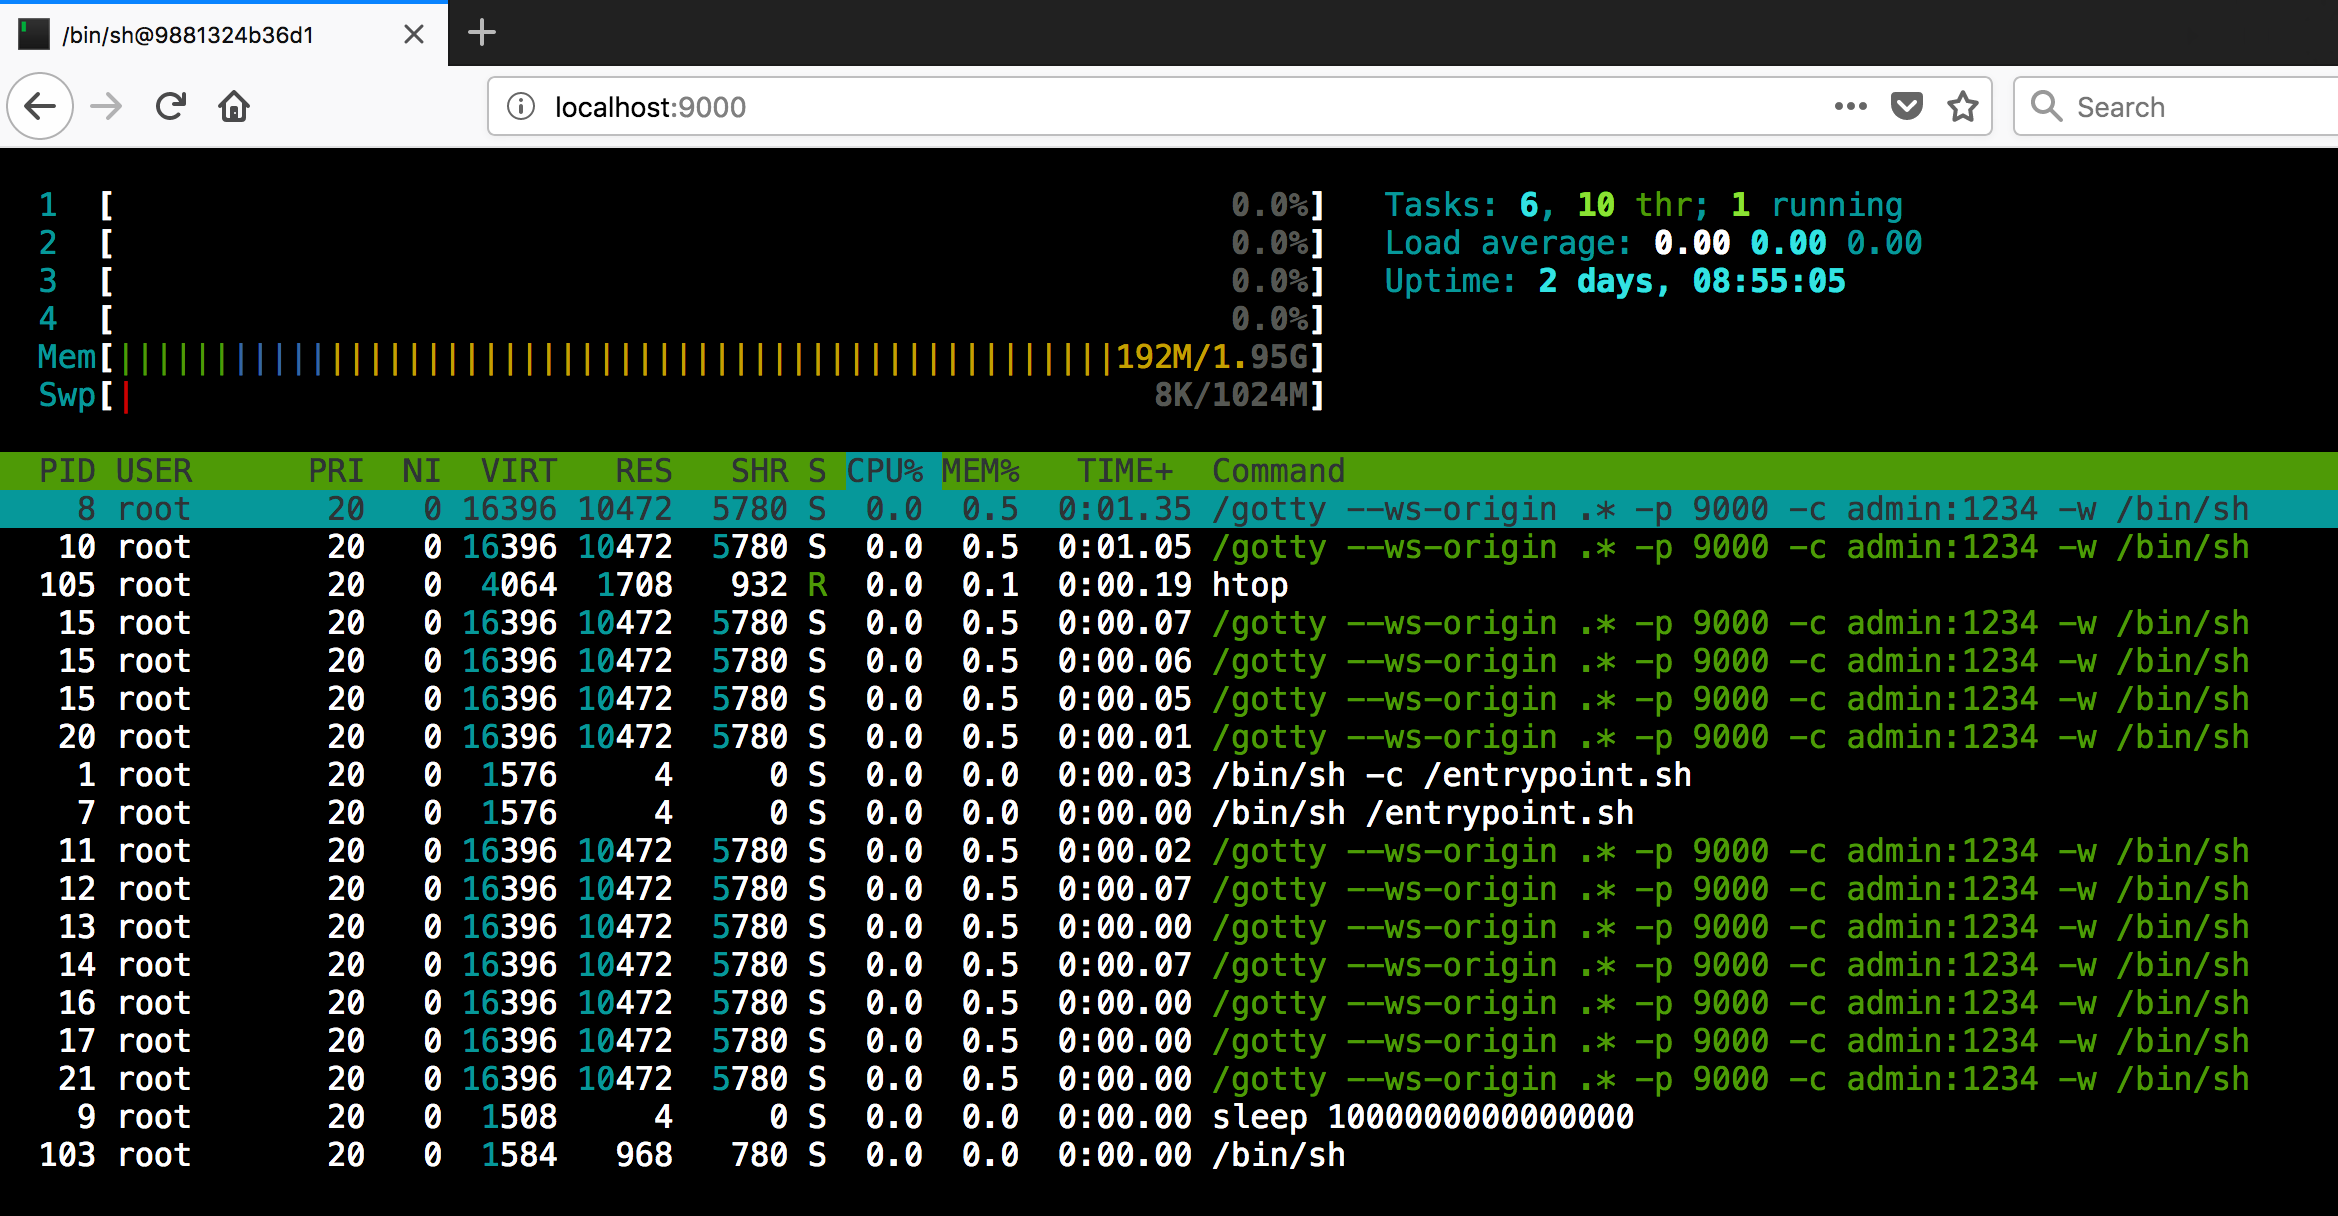 /bin/sh@9881324b36d1
localhost:9000
Search
1 [ 0.0%] Tasks: 6, 10 thr; 1 running
2 [ 0.0%] Load average: 0.00 0.00 0.00
3 [ 0.0%] Uptime: 2 days, 08:55:05
4 [ 0.0%]
Mem[||||||||||||||||||||||||||||||||||||||||||||||||||||192M/1.95G]
Swp[| 8K/1024M]
PID USER PRI NI VIRT RES SHR S CPU% MEM% TIME+ Command
8 root 20 0 16396 10472 5780 S 0.0 0.5 0:01.35 /gotty --ws-origin .* -p 9000 -c admin:1234 -w /bin/sh
10 root 20 0 16396 10472 5780 S 0.0 0.5 0:01.05 /gotty --ws-origin .* -p 9000 -c admin:1234 -w /bin/sh
105 root 20 0 4064 1708 932 R 0.0 0.1 0:00.19 htop
15 root 20 0 16396 10472 5780 S 0.0 0.5 0:00.07 /gotty --ws-origin .* -p 9000 -c admin:1234 -w /bin/sh
15 root 20 0 16396 10472 5780 S 0.0 0.5 0:00.06 /gotty --ws-origin .* -p 9000 -c admin:1234 -w /bin/sh
15 root 20 0 16396 10472 5780 S 0.0 0.5 0:00.05 /gotty --ws-origin .* -p 9000 -c admin:1234 -w /bin/sh
20 root 20 0 16396 10472 5780 S 0.0 0.5 0:00.01 /gotty --ws-origin .* -p 9000 -c admin:1234 -w /bin/sh
1 root 20 0 1576 4 0 S 0.0 0.0 0:00.03 /bin/sh -c /entrypoint.sh
7 root 20 0 1576 4 0 S 0.0 0.0 0:00.00 /bin/sh /entrypoint.sh
11 root 20 0 16396 10472 5780 S 0.0 0.5 0:00.02 /gotty --ws-origin .* -p 9000 -c admin:1234 -w /bin/sh
12 root 20 0 16396 10472 5780 S 0.0 0.5 0:00.07 /gotty --ws-origin .* -p 9000 -c admin:1234 -w /bin/sh
13 root 20 0 16396 10472 5780 S 0.0 0.5 0:00.00 /gotty --ws-origin .* -p 9000 -c admin:1234 -w /bin/sh
14 root 20 0 16396 10472 5780 S 0.0 0.5 0:00.07 /gotty --ws-origin .* -p 9000 -c admin:1234 -w /bin/sh
16 root 20 0 16396 10472 5780 S 0.0 0.5 0:00.00 /gotty --ws-origin .* -p 9000 -c admin:1234 -w /bin/sh
17 root 20 0 16396 10472 5780 S 0.0 0.5 0:00.00 /gotty --ws-origin .* -p 9000 -c admin:1234 -w /bin/sh
21 root 20 0 16396 10472 5780 S 0.0 0.5 0:00.00 /gotty --ws-origin .* -p 9000 -c admin:1234 -w /bin/sh
9 root 20 0 1508 4 0 S 0.0 0.0 0:00.00 sleep 1000000000000000
103 root 20 0 1584 968 780 S 0.0 0.0 0:00.00 /bin/sh